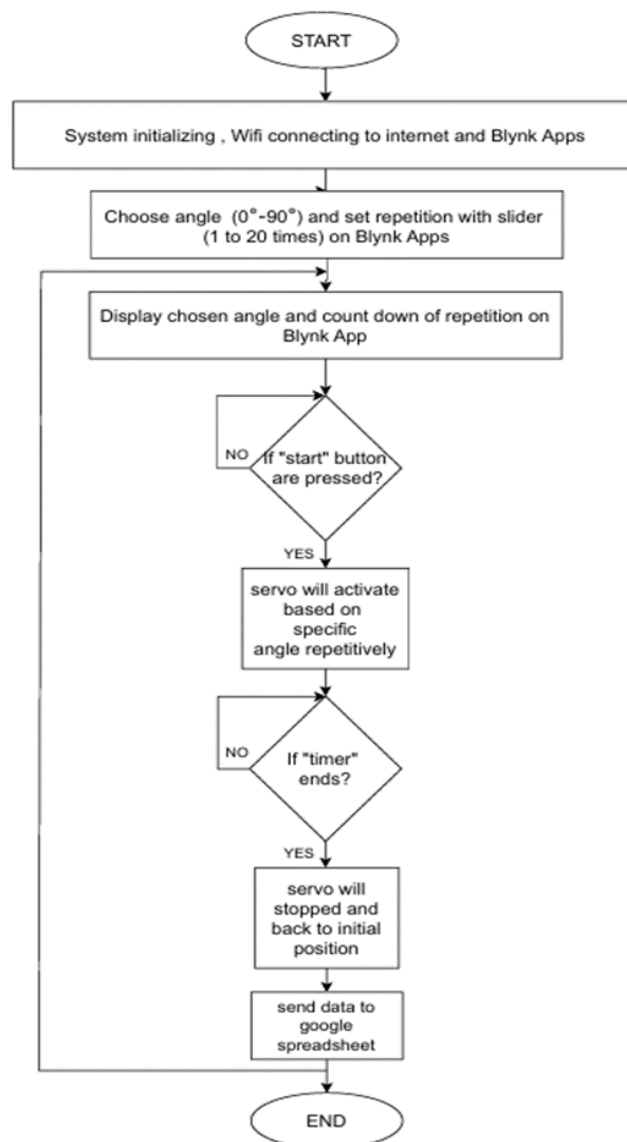 START
System initializing , Wifi connecting to internet and Blynk Apps
Choose angle (0°-90°) and set repetition with slider
(1 to 20 times) on Blynk Apps
Display chosen angle and count down of repetition on
Blynk App
NO
If "start" button
are pressed?
YES
servo will activate
based on
specific
angle repetitively
NO
If "timer"
ends?
YES
servo will
stopped and
back to initial
position
send data to
google
spreadsheet
END